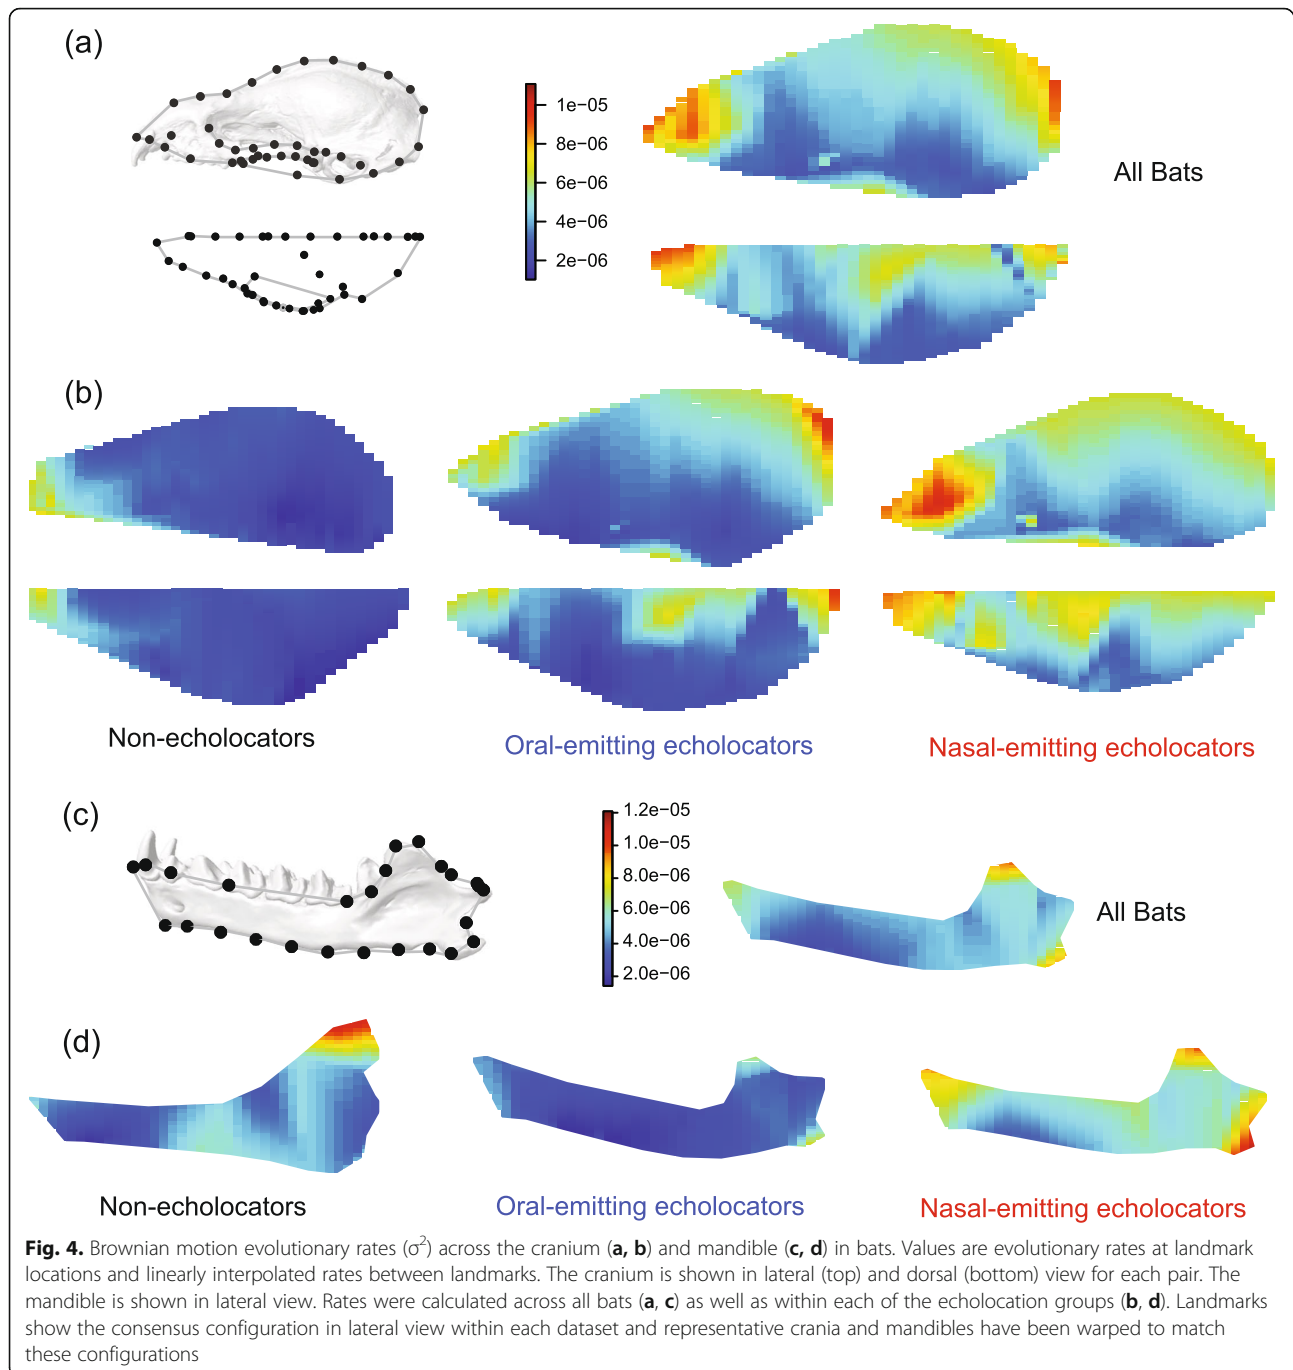 (a)
1e−05
8e−06
6e−06
4e−06
2e−06
All Bats
(b)
Non-echolocators
Oral-emitting echolocators
Nasal-emitting echolocators
(c)
1.2e−05
1.0e−05
8.0e−06
6.0e−06
4.0e−06
2.0e−06
All Bats
(d)
Non-echolocators
Oral-emitting echolocators
Nasal-emitting echolocators
Fig. 4. Brownian motion evolutionary rates (σ²) across the cranium (a, b) and mandible (c, d) in bats. Values are evolutionary rates at landmark
locations and linearly interpolated rates between landmarks. The cranium is shown in lateral (top) and dorsal (bottom) view for each pair. The
mandible is shown in lateral view. Rates were calculated across all bats (a, c) as well as within each of the echolocation groups (b, d). Landmarks
show the consensus configuration in lateral view within each dataset and representative crania and mandibles have been warped to match
these configurations